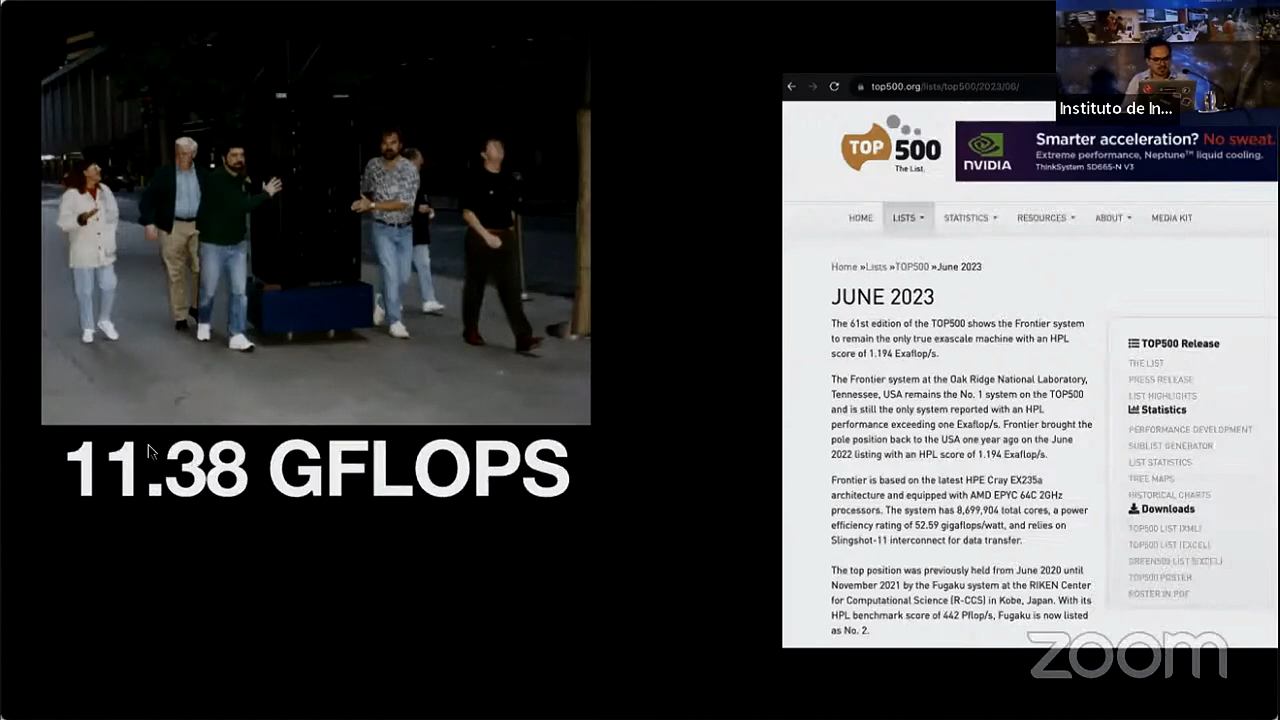 IBM
11.38 GFLOPS
top500.org/lists/top500/2023/06/
Instituto de In...
TOP 500
The List.
NVIDIA
Smarter acceleration? No sweat.
Extreme performance, Neptune™ liquid cooling.
ThinkSystem SD665-N V3
HOME LISTS STATISTICS RESOURCES ABOUT MEDIA KIT
Home »Lists »TOP500 »June 2023
JUNE 2023
The 61st edition of the TOP500 shows the Frontier system
to remain the only true exascale machine with an HPL
score of 1.194 Exaflop/s.
The Frontier system at the Oak Ridge National Laboratory,
Tennessee, USA remains the No. 1 system on the TOP500
and is still the only system reported with an HPL
performance exceeding one Exaflop/s. Frontier brought the
pole position back to the USA one year ago on the June
2022 listing with an HPL score of 1.194 Exaflop/s.
Frontier is based on the latest HPE Cray EX235a
architecture and equipped with AMD EPYC 64C 2GHz
processors. The system has 8,699,904 total cores, a power
efficiency rating of 52.59 gigaflops/watt, and relies on
Slingshot-11 interconnect for data transfer.
The top position was previously held from June 2020 until
November 2021 by the Fugaku system at the RIKEN Center
for Computational Science (R-CCS) in Kobe, Japan. With its
HPL benchmark score of 442 Pflop/s, Fugaku is now listed
as No. 2.
TOP500 Release
THE LIST
PRESS RELEASE
LIST HIGHLIGHTS
Statistics
PERFORMANCE DEVELOPMENT
SUBLIST GENERATOR
LIST STATISTICS
TREE MAPS
HISTORICAL CHARTS
Downloads
TOP500 LIST (XML)
TOP500 LIST (EXCEL)
GREEN500 LIST (EXCEL)
TOP500 POSTER
POSTER IN PDF
zoom